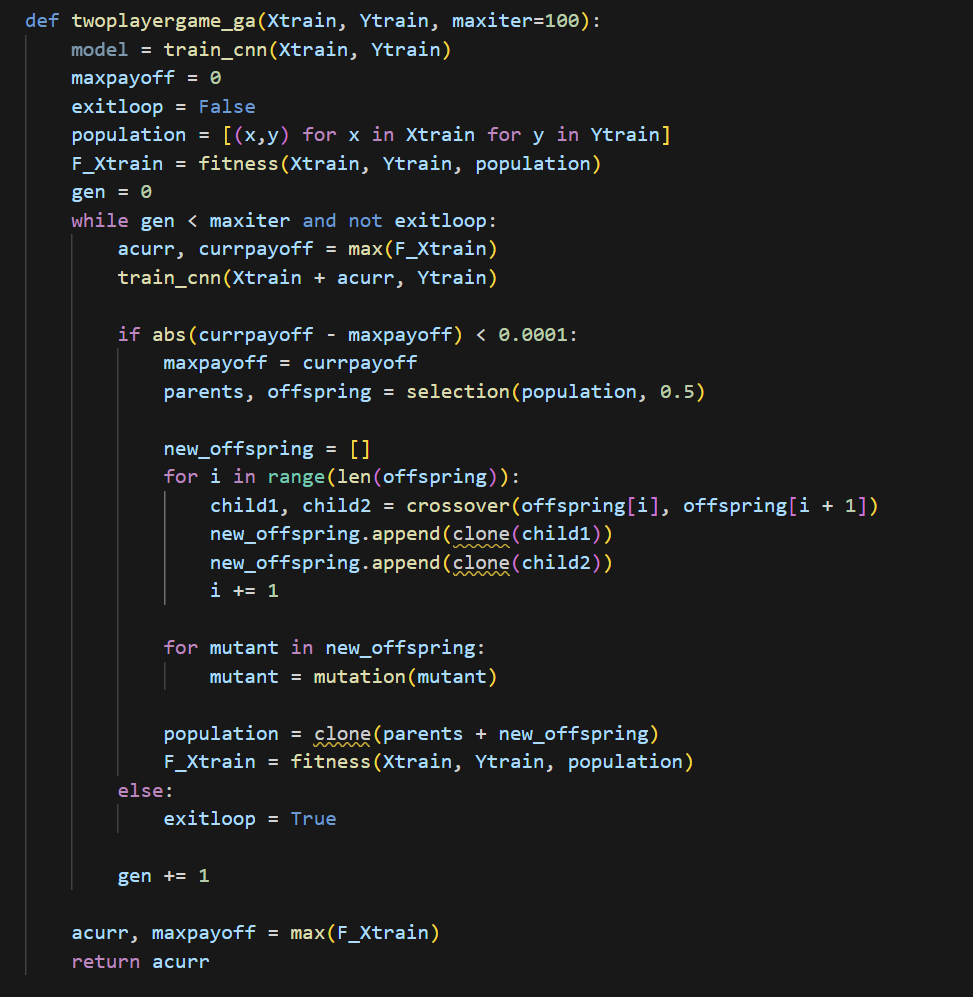 def twoplayergame_ga(Xtrain, Ytrain, maxiter=100):
    model = train_cnn(Xtrain, Ytrain)
    maxpayoff = 0
    exitloop = False
    population = [(x,y) for x in Xtrain for y in Ytrain]
    F_Xtrain = fitness(Xtrain, Ytrain, population)
    gen = 0
    while gen < maxiter and not exitloop:
        acurr, currpayoff = max(F_Xtrain)
        train_cnn(Xtrain + acurr, Ytrain)

        if abs(currpayoff - maxpayoff) < 0.0001:
            maxpayoff = currpayoff
            parents, offspring = selection(population, 0.5)

            new_offspring = []
            for i in range(len(offspring)):
                child1, child2 = crossover(offspring[i], offspring[i + 1])
                new_offspring.append(clone(child1))
                new_offspring.append(clone(child2))
                i += 1

            for mutant in new_offspring:
                mutant = mutation(mutant)

            population = clone(parents + new_offspring)
            F_Xtrain = fitness(Xtrain, Ytrain, population)
        else:
            exitloop = True

        gen += 1

    acurr, maxpayoff = max(F_Xtrain)
    return acurr